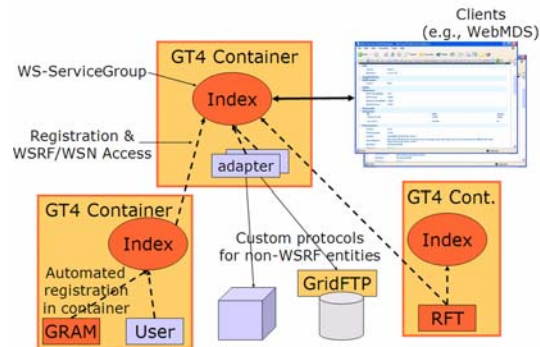 Clients
(e.g., WebMDS)
GT4 Container
WS-ServiceGroup
Index
Registration &
WSRF/WSN Access
adapter
GT4 Container
Index
Automated
registration
in container
GRAM
User
Custom protocols
for non-WSRF entities
GridFTP
GT4 Cont.
Index
RFT